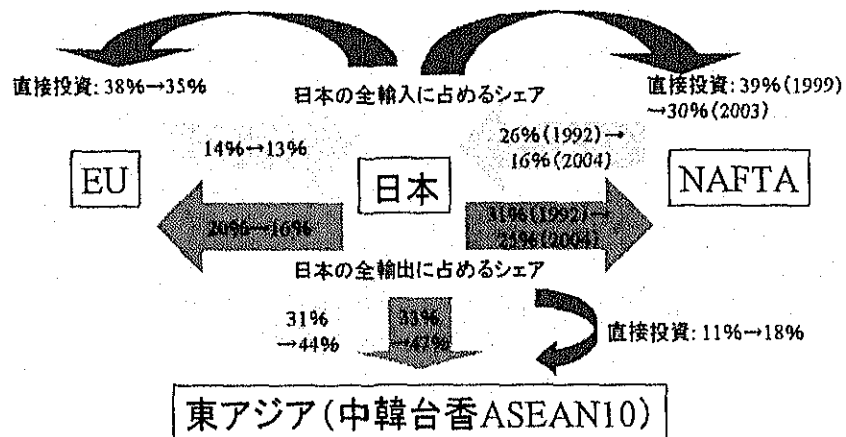 直接投資: 38%→35%
日本の全輸入に占めるシェア
直接投資: 39%(1999)
→30%(2003)
14%→13%
26%(1992)→
16%(2004)
EU
日本
NAFTA
20%→16%
31%(1992)→
25%(2004)
日本の全輸出に占めるシェア
31%
→44%
33%
→47%
直接投資: 11%→18%
東アジア(中韓台香ASEAN10)